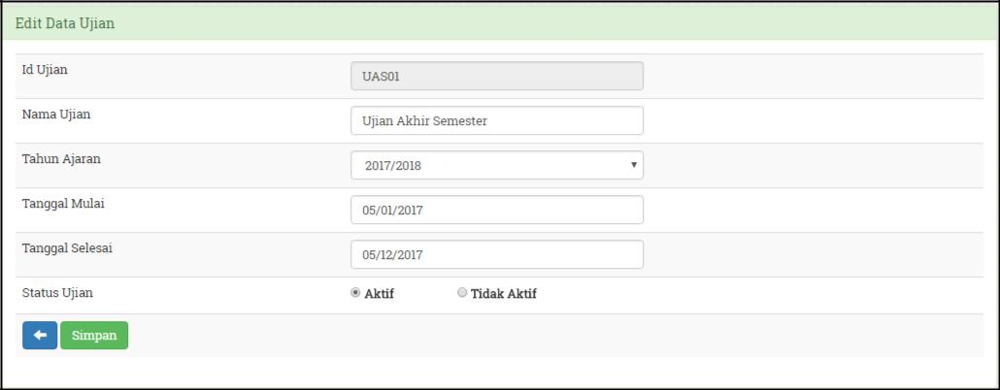 Edit Data Ujian
Id Ujian UAS01
Nama Ujian Ujian Akhir Semester
Tahun Ajaran 2017/2018
Tanggal Mulai 05/01/2017
Tanggal Selesai 05/12/2017
Status Ujian Aktif Tidak Aktif
Simpan